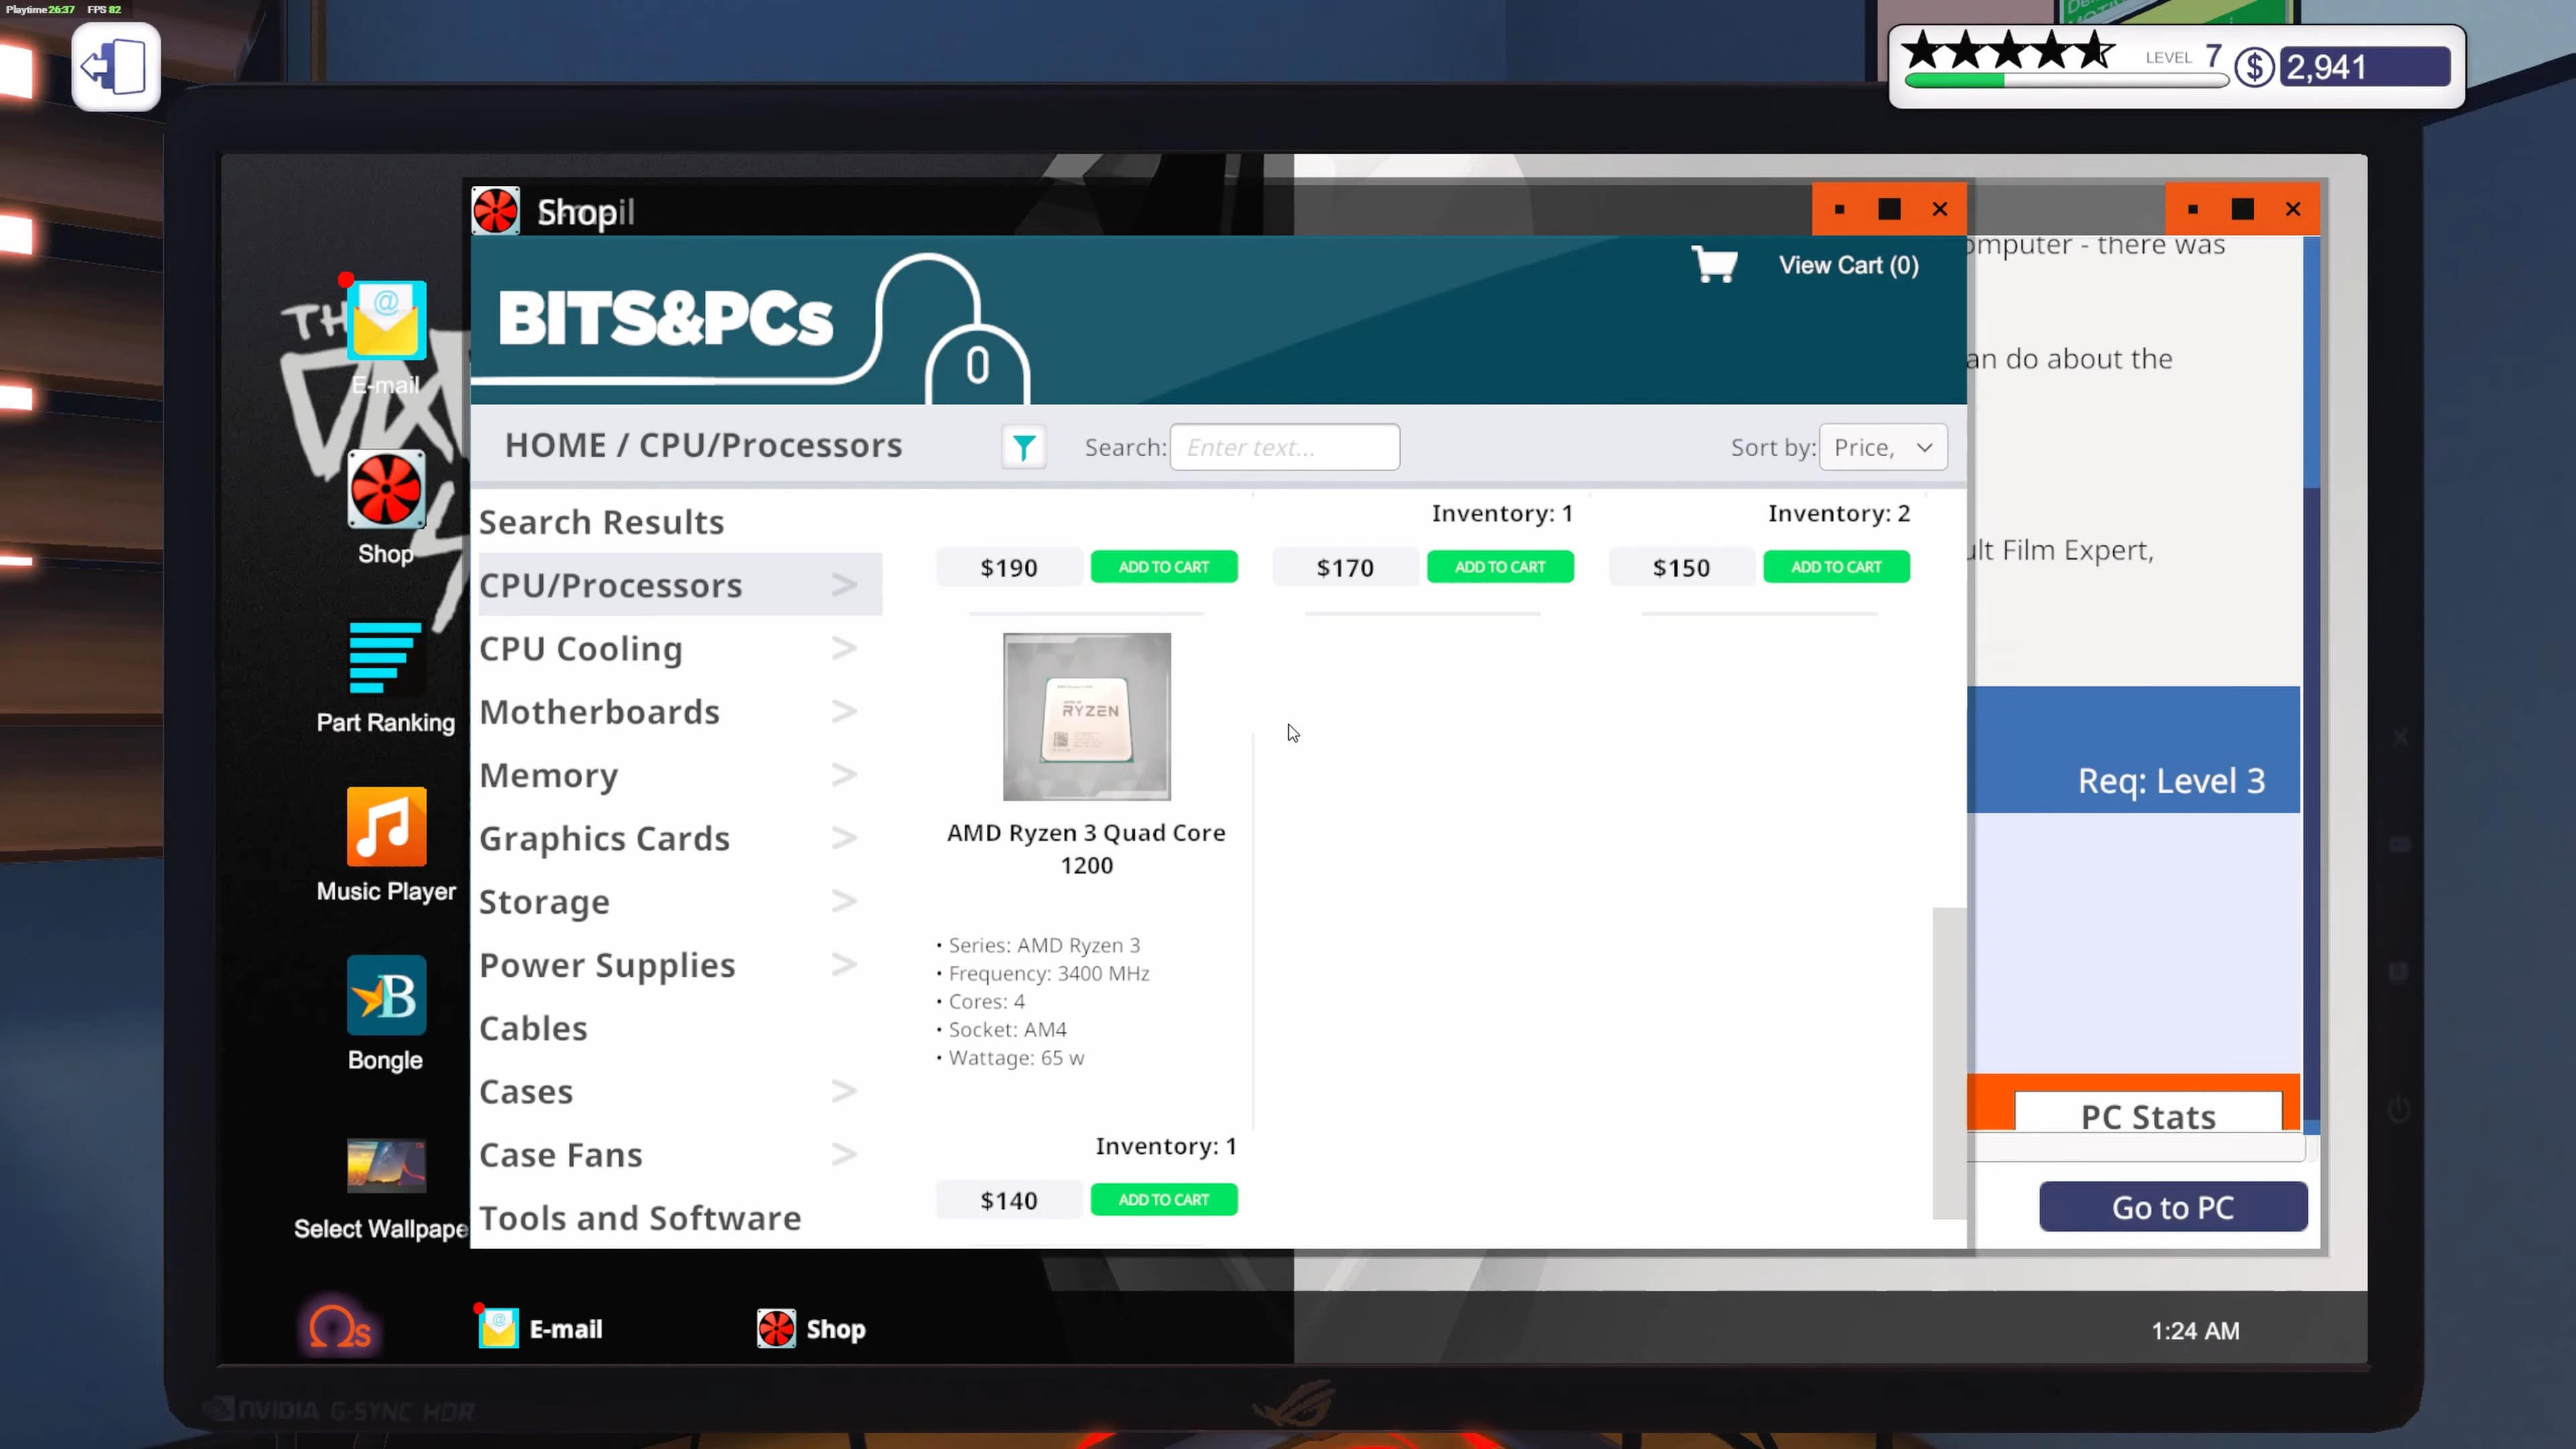 Playtime 26:37 FPS 82
LEVEL 7 $ 2,941
Shop
BITS&PCs
View Cart (0)
HOME / CPU/Processors
Search: Enter text...
Sort by: Price,
Search Results
CPU/Processors >
CPU Cooling >
Motherboards >
Memory >
Graphics Cards >
Storage >
Power Supplies >
Cables
Cases >
Case Fans >
Tools and Software
Inventory: 1
Inventory: 2
$190 ADD TO CART
$170 ADD TO CART
$150 ADD TO CART
RYZEN
AMD Ryzen 3 Quad Core
1200
• Series: AMD Ryzen 3
• Frequency: 3400 MHz
• Cores: 4
• Socket: AM4
• Wattage: 65 w
Inventory: 1
$140 ADD TO CART
omputer - there was
an do about the
ult Film Expert,
Req: Level 3
PC Stats
Go to PC
E-mail
Shop
Part Ranking
Music Player
B
Bongle
Select Wallpape
Ωs
E-mail
Shop
1:24 AM
NVIDIA G-SYNC HDR